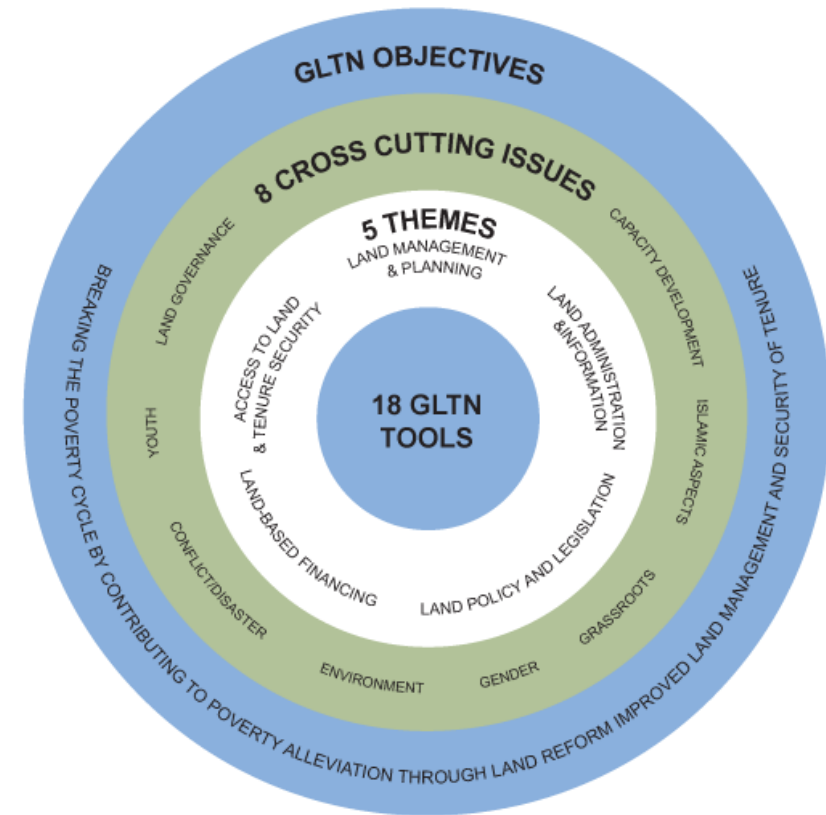 GLTN OBJECTIVES
BREAKING THE POVERTY CYCLE BY CONTRIBUTING TO POVERTY ALLEVIATION THROUGH LAND REFORM IMPROVED LAND MANAGEMENT AND SECURITY OF TENURE
8 CROSS CUTTING ISSUES
CAPACITY DEVELOPMENT
ISLAMIC ASPECTS
GRASSROOTS
GENDER
ENVIRONMENT
CONFLICT/DISASTER
YOUTH
LAND GOVERNANCE
5 THEMES
LAND MANAGEMENT
& PLANNING
LAND ADMINISTRATION
&INFORMATION
LAND POLICY AND LEGISLATION
LAND-BASED FINANCING
ACCESS TO LAND
& TENURE SECURITY
18 GLTN
TOOLS